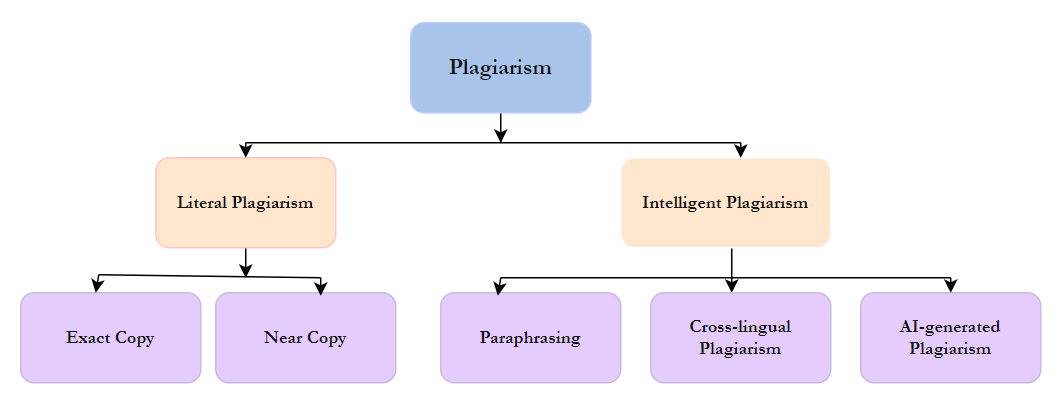 Plagiarism
Literal Plagiarism
Intelligent Plagiarism
Exact Copy
Near Copy
Paraphrasing
Cross-lingual
Plagiarism
AI-generated
Plagiarism